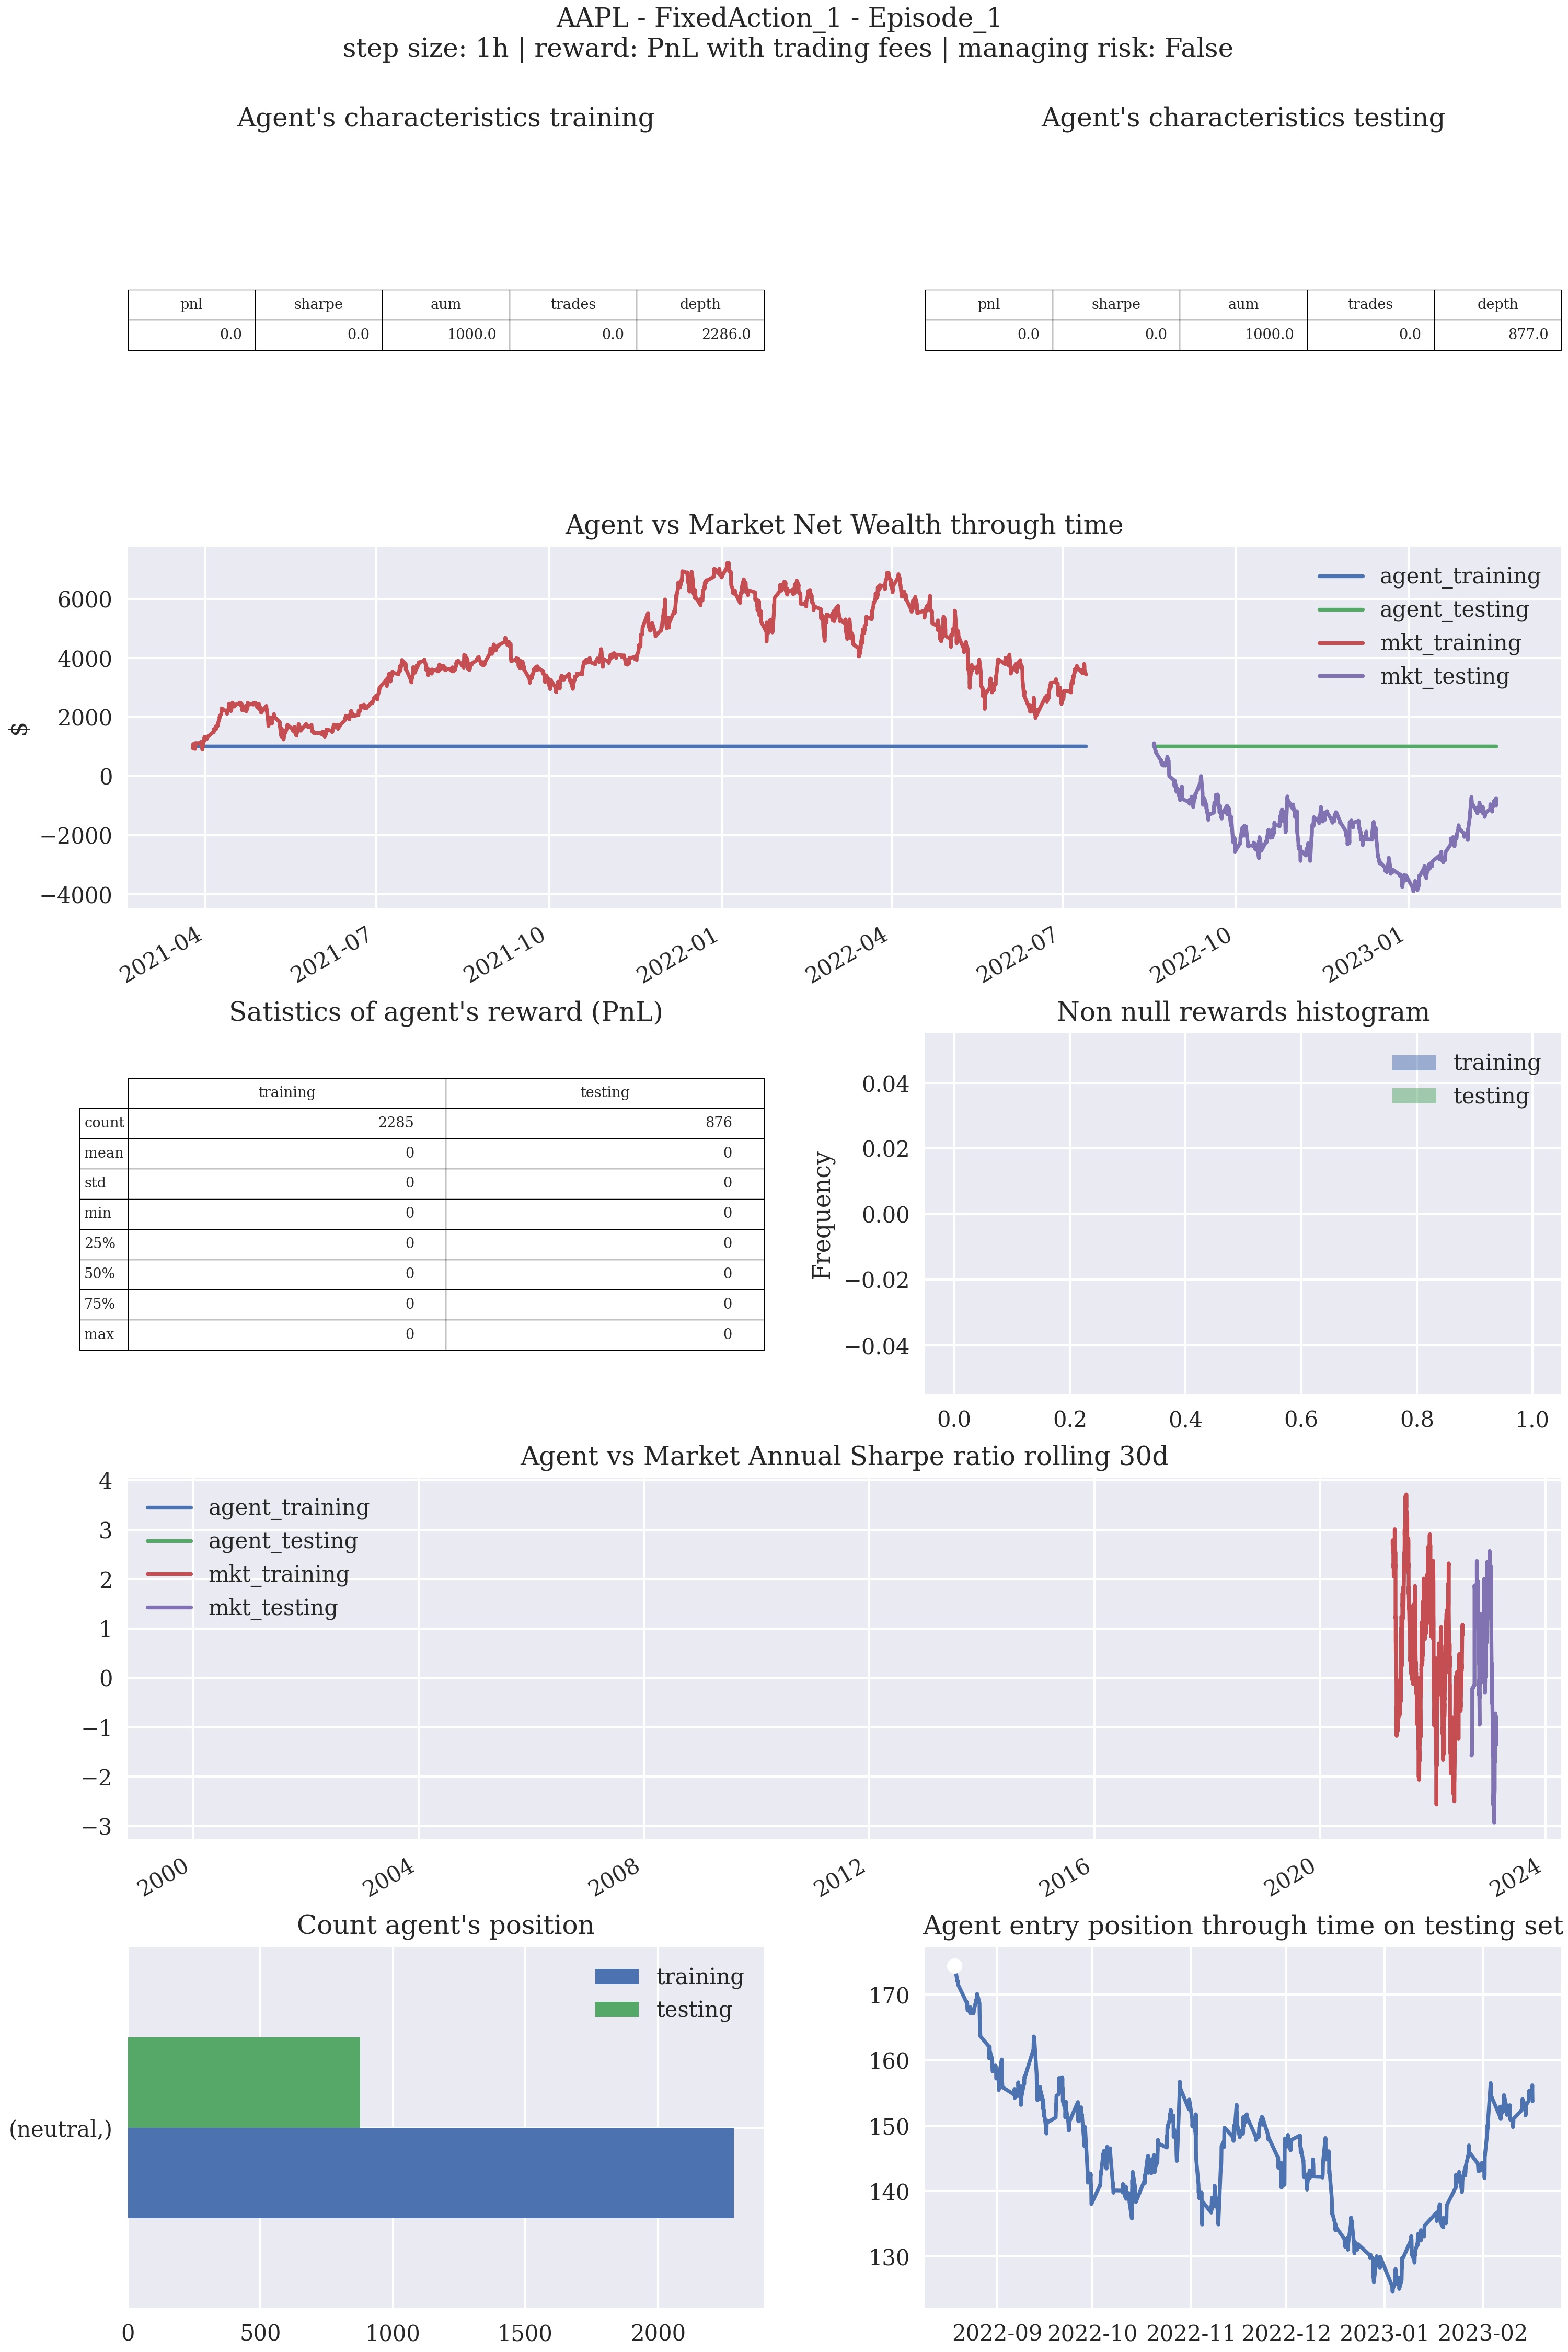 AAPL - FixedAction_1 - Episode_1
step size: 1h | reward: PnL with trading fees | managing risk: False
Agent's characteristics training
Agent's characteristics testing
pnl sharpe aum trades depth
0.0 0.0 1000.0 0.0 2286.0
pnl sharpe aum trades depth
0.0 0.0 1000.0 0.0 877.0
Agent vs Market Net Wealth through time
$
6000
4000
2000
0
−2000
−4000
agent_training
agent_testing
mkt_training
mkt_testing
2021-04 2021-07 2021-10 2022-01 2022-04 2022-07 2022-10 2023-01
Satistics of agent's reward (PnL)
training testing
count 2285 876
mean 0 0
std 0 0
min 0 0
25% 0 0
50% 0 0
75% 0 0
max 0 0
Non null rewards histogram
Frequency
0.04
0.02
0.00
−0.02
−0.04
training
testing
0.0 0.2 0.4 0.6 0.8 1.0
Agent vs Market Annual Sharpe ratio rolling 30d
4
3
2
1
0
−1
−2
−3
agent_training
agent_testing
mkt_training
mkt_testing
2000 2004 2008 2012 2016 2020 2024
Count agent's position
training
testing
(neutral,)
0 500 1000 1500 2000
Agent entry position through time on testing set
170
160
150
140
130
2022-09 2022-10 2022-11 2022-12 2023-01 2023-02